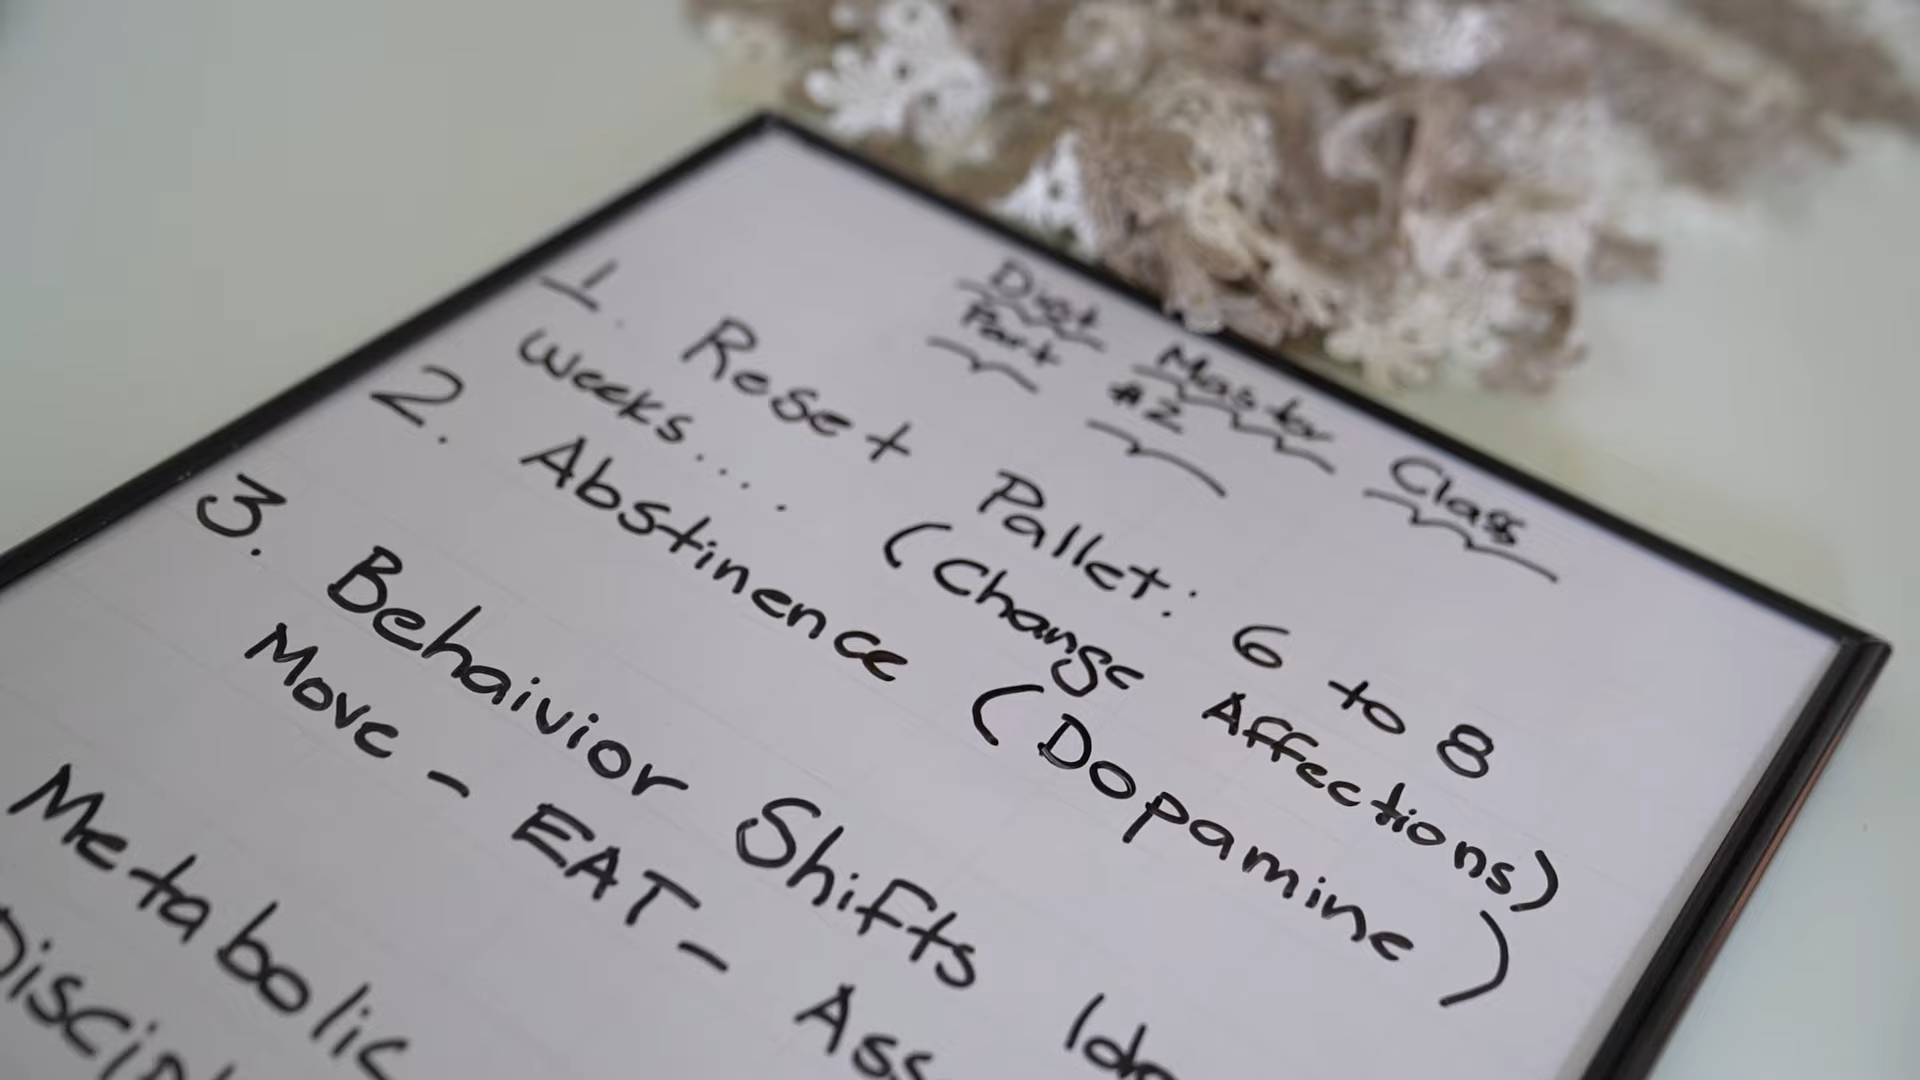 Diet Master Class
Part #2
1. Reset Pallet: 6 to 8
weeks.... (Change Affections)
2. Abstinence (Dopamine)
3. Behaivior Shifts
Move - EAT -
Metabolic